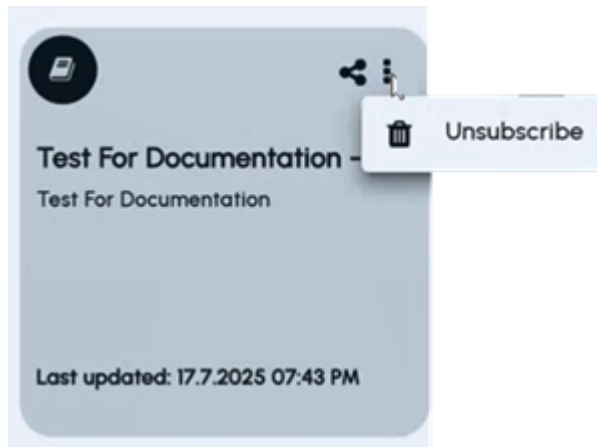 Unsubscribe
Test For Documentation -
Test For Documentation
Last updated: 17.7.2025 07:43 PM